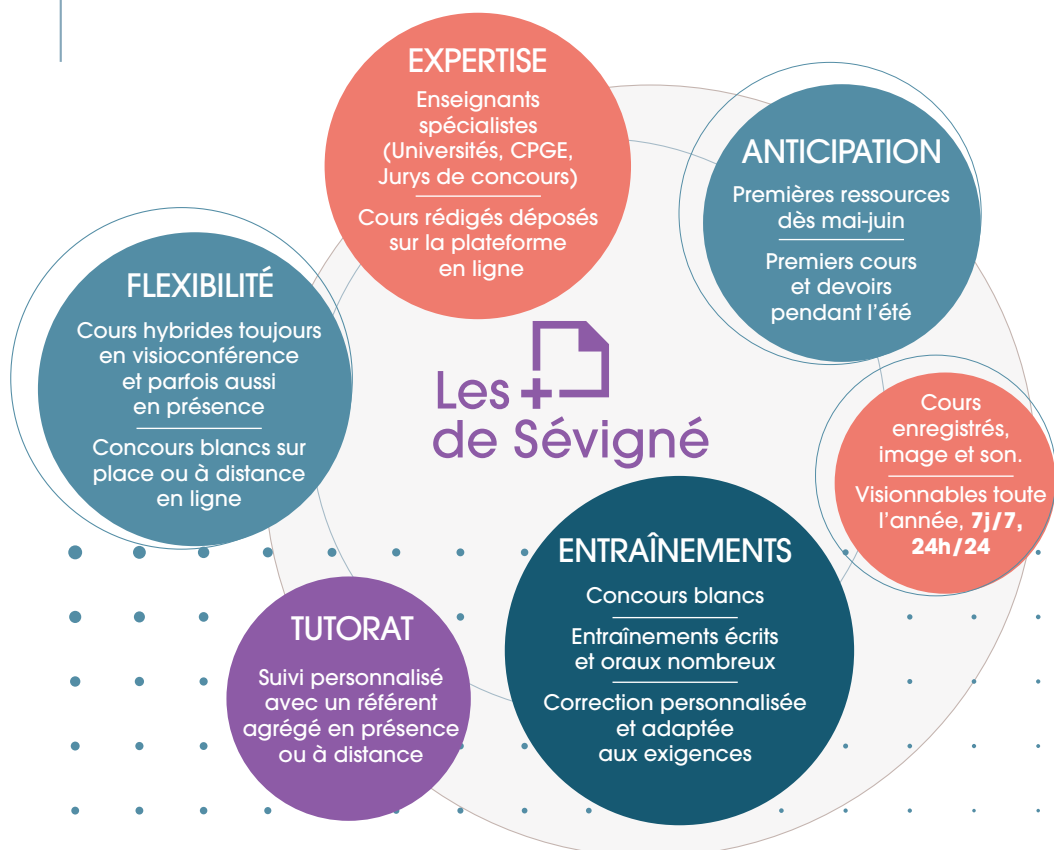 EXPERTISE
Enseignants
spécialistes
(Universités, CPGE,
Jurys de concours)
Cours rédigés déposés
sur la plateforme
en ligne
ANTICIPATION
Premières ressources
dès mai-juin
Premiers cours
et devoirs
pendant l'été
FLEXIBILITÉ
Cours hybrides toujours
en visioconférence
et parfois aussi
en présence
Concours blancs sur
place ou à distance
en ligne
Les +
de Sévigné
Cours
enregistrés,
image et son.
Visionnables toute
l'année, 7j/7,
24h/24
ENTRAÎNEMENTS
Concours blancs
Entraînements écrits
et oraux nombreux
Correction personnalisée
et adaptée
aux exigences
TUTORAT
Suivi personnalisé
avec un référent
agrégé en présence
ou à distance